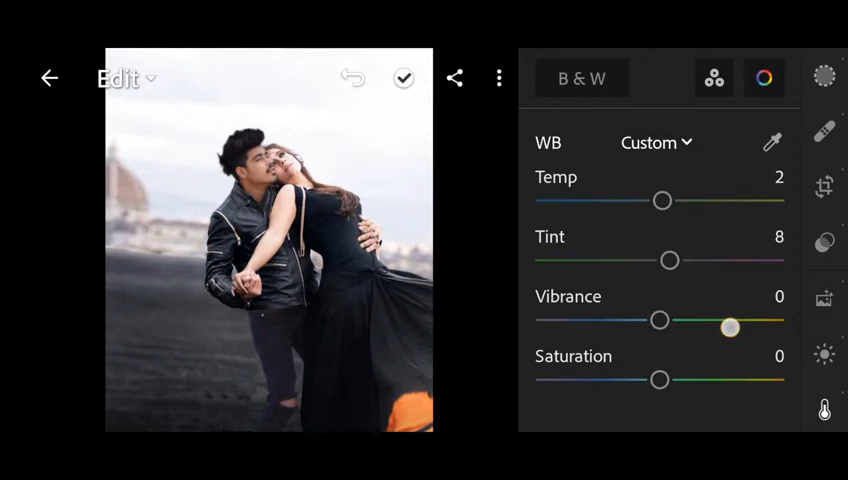 Edit
B & W
WB Custom
Temp 2
Tint 8
Vibrance 0
Saturation 0